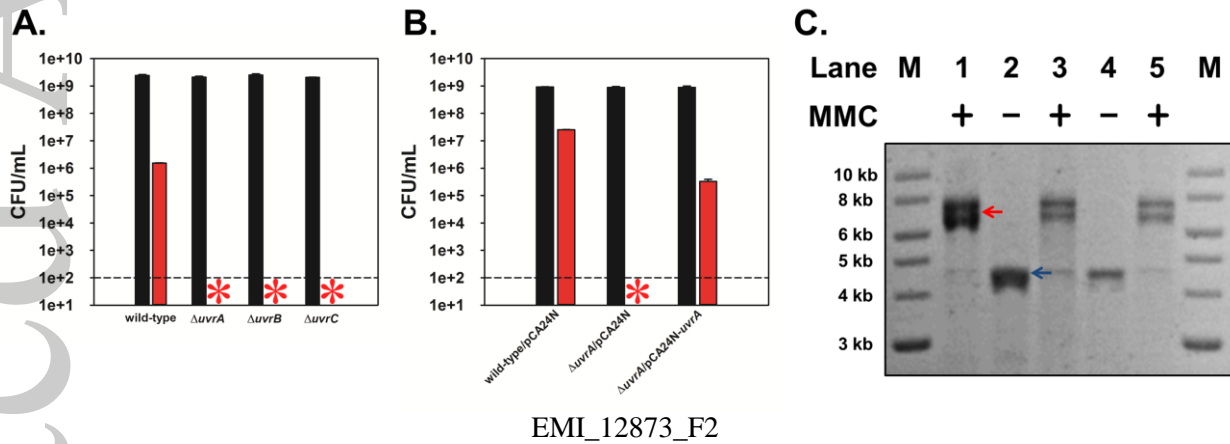 A.
CFU/mL
1e+10
1e+9
1e+8
1e+7
1e+6
1e+5
1e+4
1e+3
1e+2
1e+1
wild-type ΔuvrA ΔuvrB ΔuvrC
B.
CFU/mL
1e+10
1e+9
1e+8
1e+7
1e+6
1e+5
1e+4
1e+3
1e+2
1e+1
wild-type/pCA24N
ΔuvrA/pCA24N
ΔuvrA/pCA24N-uvrA
C.
Lane M 1 2 3 4 5 M
MMC + − + − +
10 kb
8 kb
6 kb
5 kb
4 kb
3 kb
EMI_12873_F2